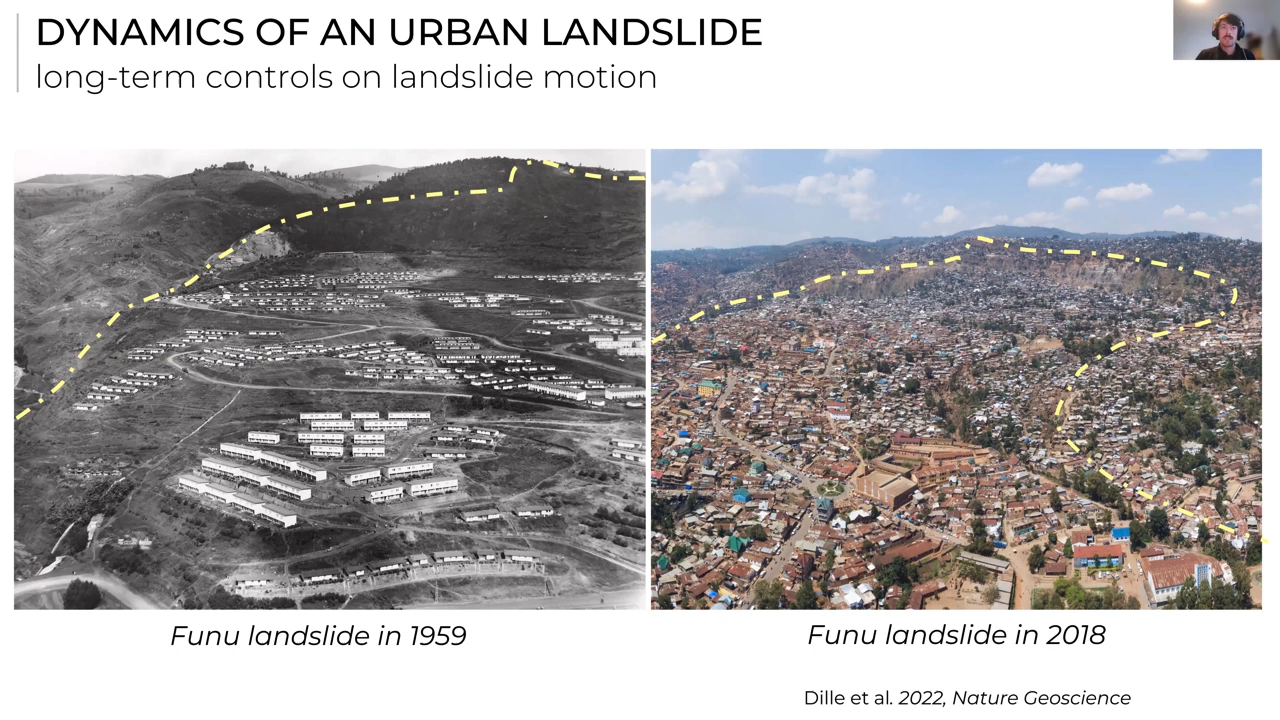 DYNAMICS OF AN URBAN LANDSLIDE
long-term controls on landslide motion
Funu landslide in 1959
Funu landslide in 2018
Dille et al. 2022, Nature Geoscience